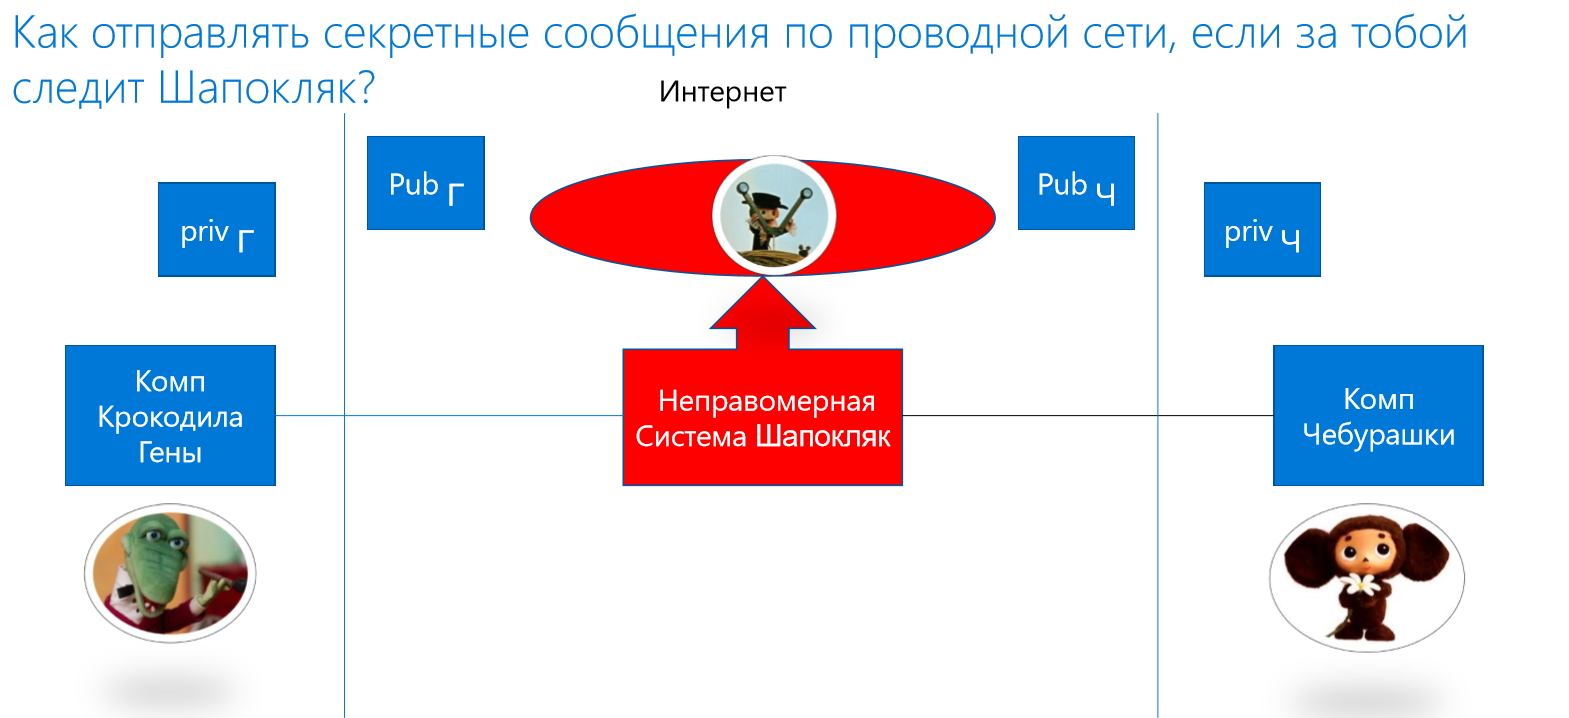 Как отправлять секретные сообщения по проводной сети, если за тобой
следит Шапокляк?
Интернет
Pub Г
Pub Ч
priv Г
priv Ч
Комп
Крокодила
Гены
Неправомерная
Система Шапокляк
Комп
Чебурашки